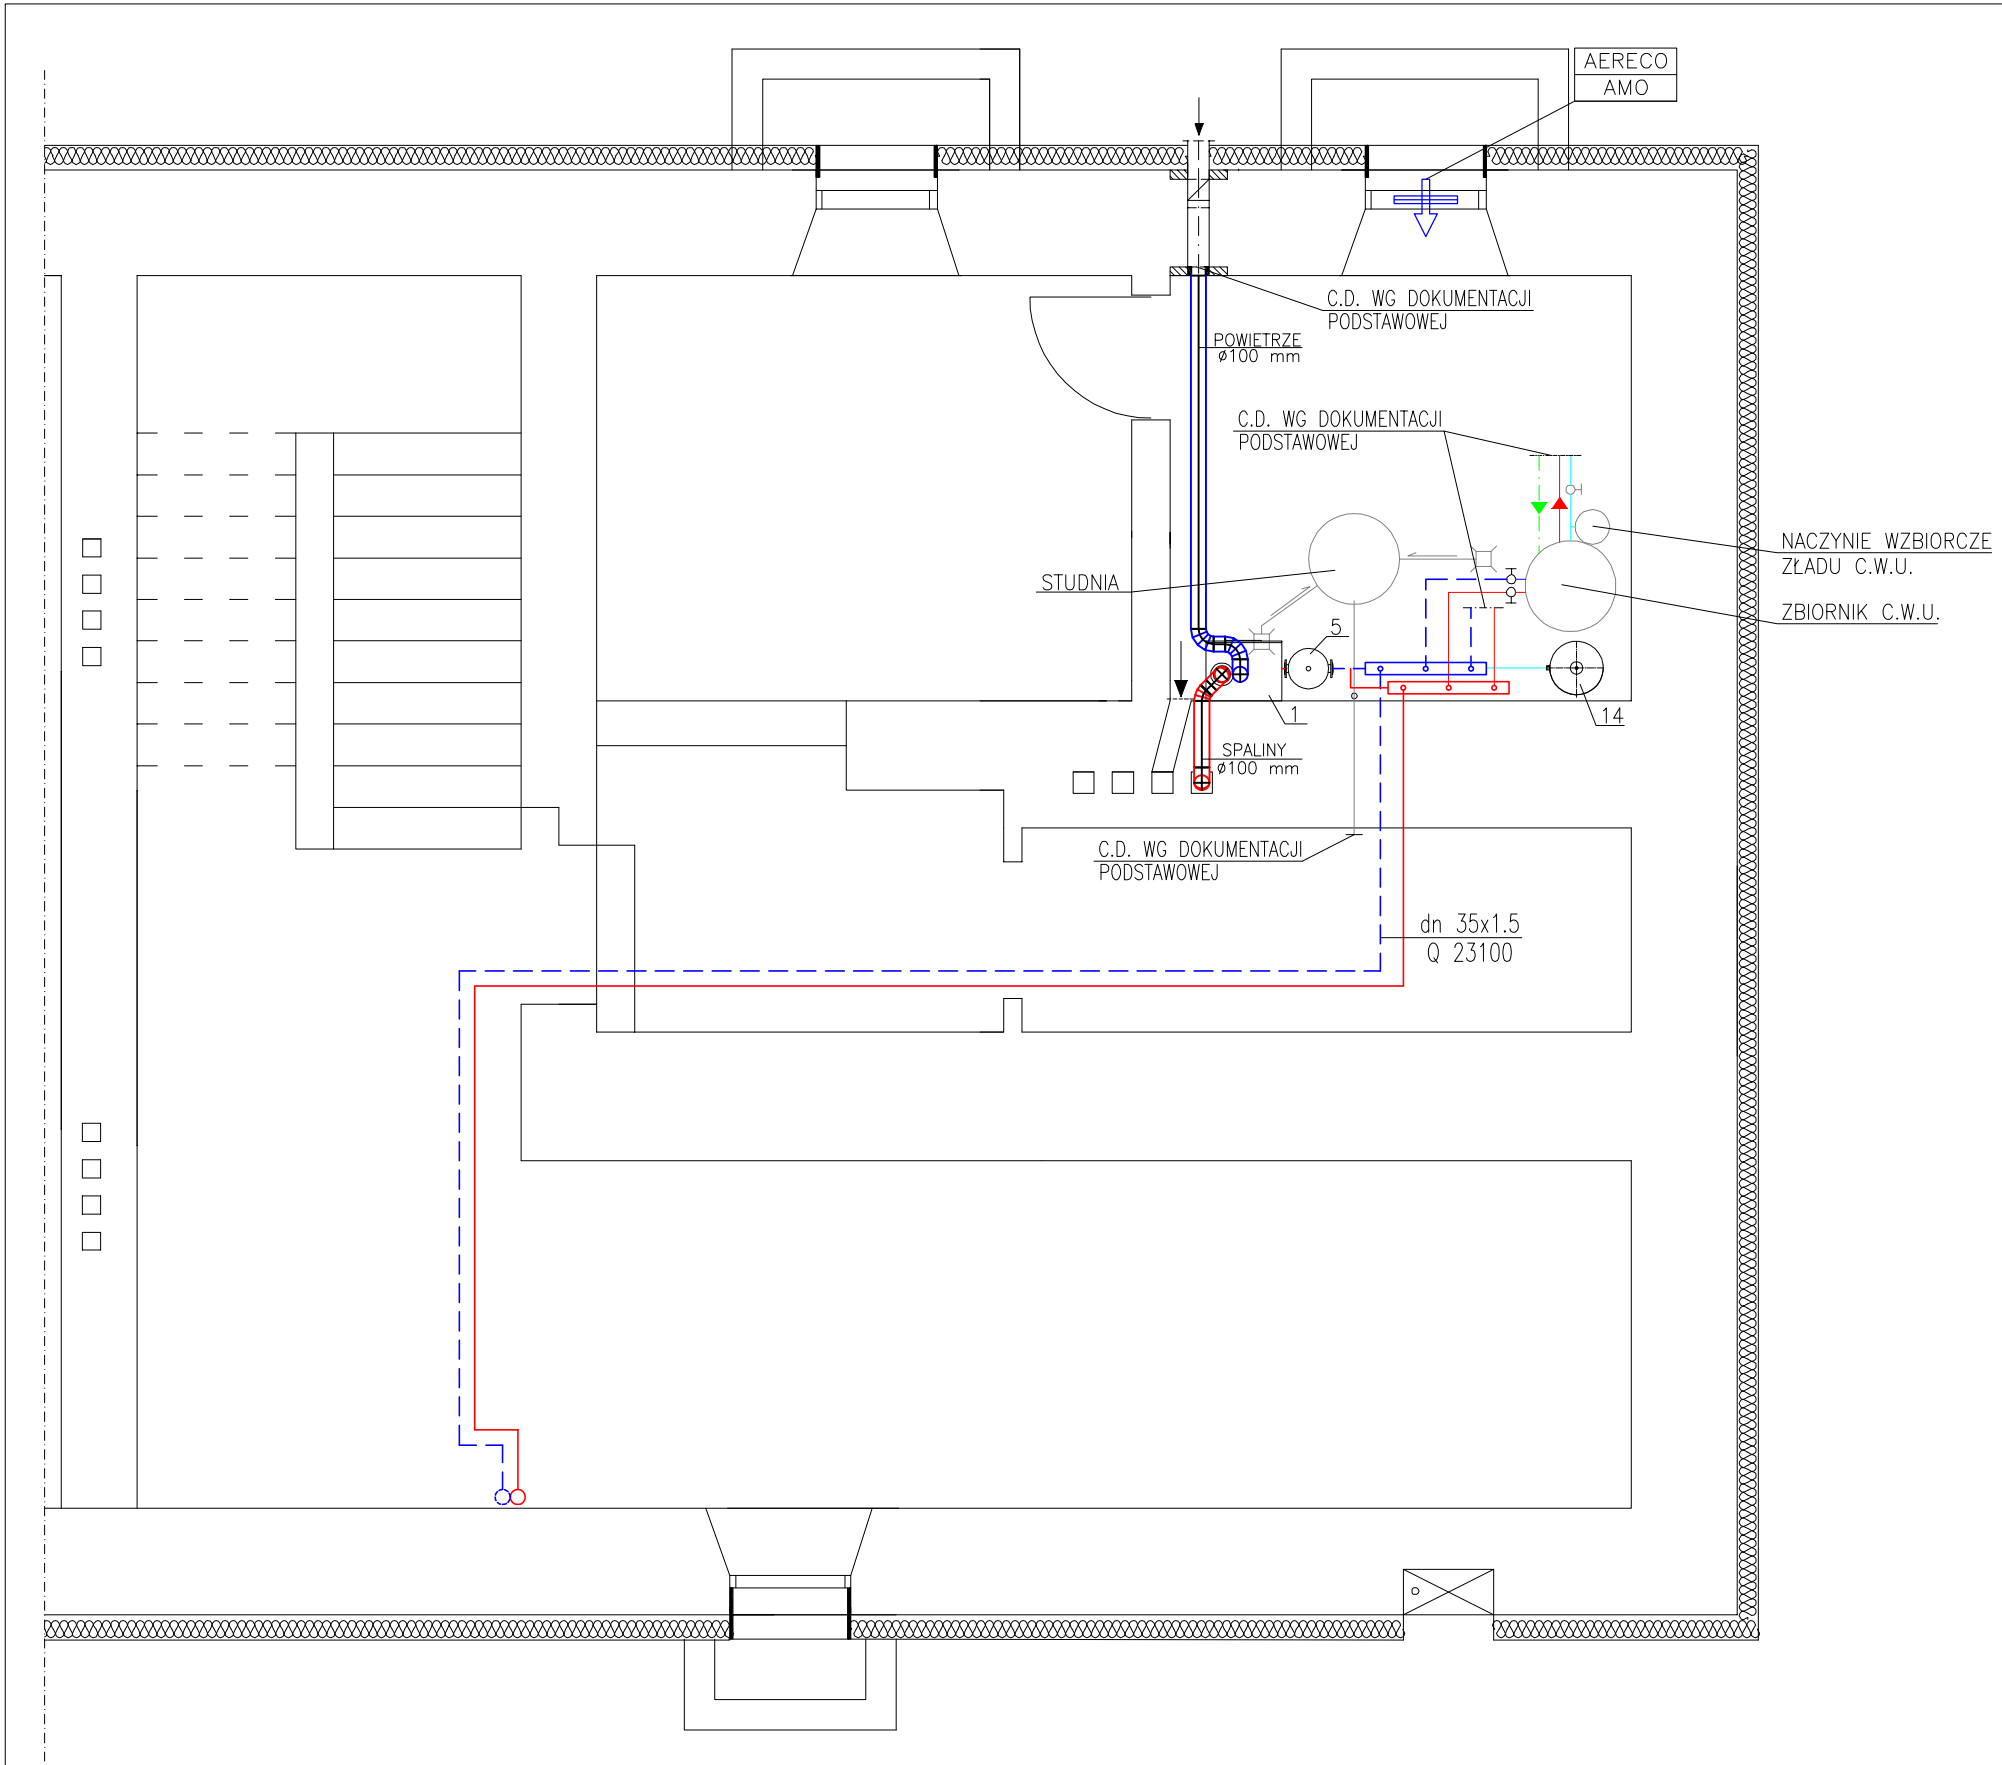 AERECO
AMO
C.D. WG DOKUMENTACJI
PODSTAWOWEJ
POWIETRZE
ø100 mm
C.D. WG DOKUMENTACJI
PODSTAWOWEJ
NACZYNIE WZBIORCZE
ZŁADU C.W.U.
STUDNIA
ZBIORNIK C.W.U.
5
1
14
SPALINY
ø100 mm
C.D. WG DOKUMENTACJI
PODSTAWOWEJ
dn 35x1.5
Q 23100